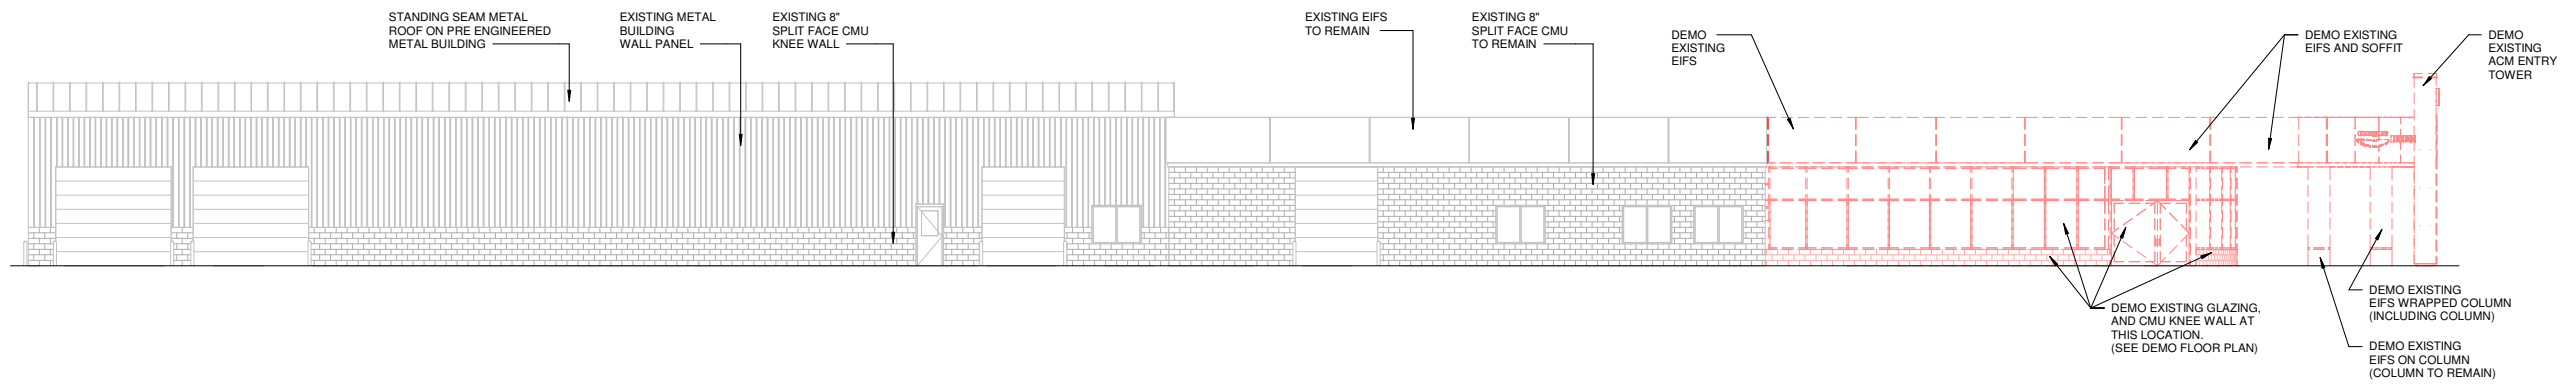 STANDING SEAM METAL
ROOF ON PRE ENGINEERED
METAL BUILDING
EXISTING METAL
BUILDING
WALL PANEL
EXISTING 8"
SPLIT FACE CMU
KNEE WALL
EXISTING EIFS
TO REMAIN
EXISTING 8"
SPLIT FACE CMU
TO REMAIN
DEMO
EXISTING
EIFS
DEMO EXISTING
EIFS AND SOFFIT
DEMO
EXISTING
ACM ENTRY
TOWER
DEMO EXISTING GLAZING,
AND CMU KNEE WALL AT
THIS LOCATION.
(SEE DEMO FLOOR PLAN)
DEMO EXISTING
EIFS WRAPPED COLUMN
(INCLUDING COLUMN)
DEMO EXISTING
EIFS ON COLUMN
(COLUMN TO REMAIN)